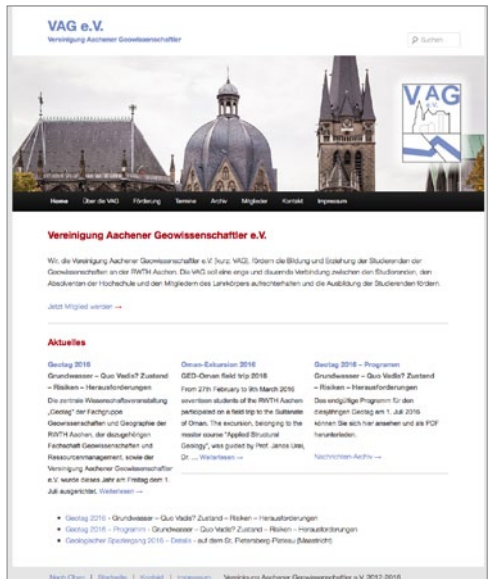 VAG e.V.
Vereinigung Aachener Geowissenschaftler
Suchen
VAG
e.V.
Home Über die VAG Förderung Termine Archiv Mitglieder Kontakt Impressum
Vereinigung Aachener Geowissenschaftler e.V.
Wir, die Vereinigung Aachener Geowissenschaftler e.V. (kurz: VAG), fördern die Bildung und Erziehung der Studierenden der
Geowissenschaften an der RWTH Aachen. Die VAG soll eine enge und dauernde Verbindung zwischen den Studierenden, den
Absolventen der Hochschule und den Mitgliedern des Lehrkörpers aufrechterhalten und die Ausbildung der Studierenden fördern.
Jetzt Mitglied werden →
Aktuelles
Geotag 2016
Grundwasser – Quo Vadis? Zustand
– Risiken – Herausforderungen
Die zentrale Wissenschaftsveranstaltung
„Geotag“ der Fachgruppe
Geowissenschaften und Geographie der
RWTH Aachen, der dazugehörigen
Fachschaft Geowissenschaften und
Ressourcenmanagement, sowie der
Vereinigung Aachener Geowissenschaftler
e.V. wurde dieses Jahr am Freitag dem 1.
Juli ausgerichtet. Weiterlesen →
Oman-Exkursion 2016
GED-Oman field trip 2016
From 27th February to 9th March 2016
seventeen students of the RWTH Aachen
participated on a field trip to the Sultanate
of Oman. The excursion, belonging to the
master course "Applied Structural
Geology", was guided by Prof. Janos Urai,
Dr. … Weiterlesen →
Geotag 2016 – Programm
Grundwasser – Quo Vadis? Zustand
– Risiken – Herausforderungen
Das endgültige Programm für den
diesjährigen Geotag am 1. Juli 2016
können Sie sich hier ansehen und als PDF
herunterladen.
Nachrichten-Archiv →
Geotag 2016 - Grundwasser – Quo Vadis? Zustand – Risiken – Herausforderungen
Geotag 2016 – Programm - Grundwasser – Quo Vadis? Zustand – Risiken – Herausforderungen
Geologischer Spaziergang 2016 – Details - auf dem St. Pietersberg-Plateau (Maastricht)
Nach Oben | Startseite | Kontakt | Impressum Vereinigung Aachener Geowissenschaftler e.V. 2012-2016